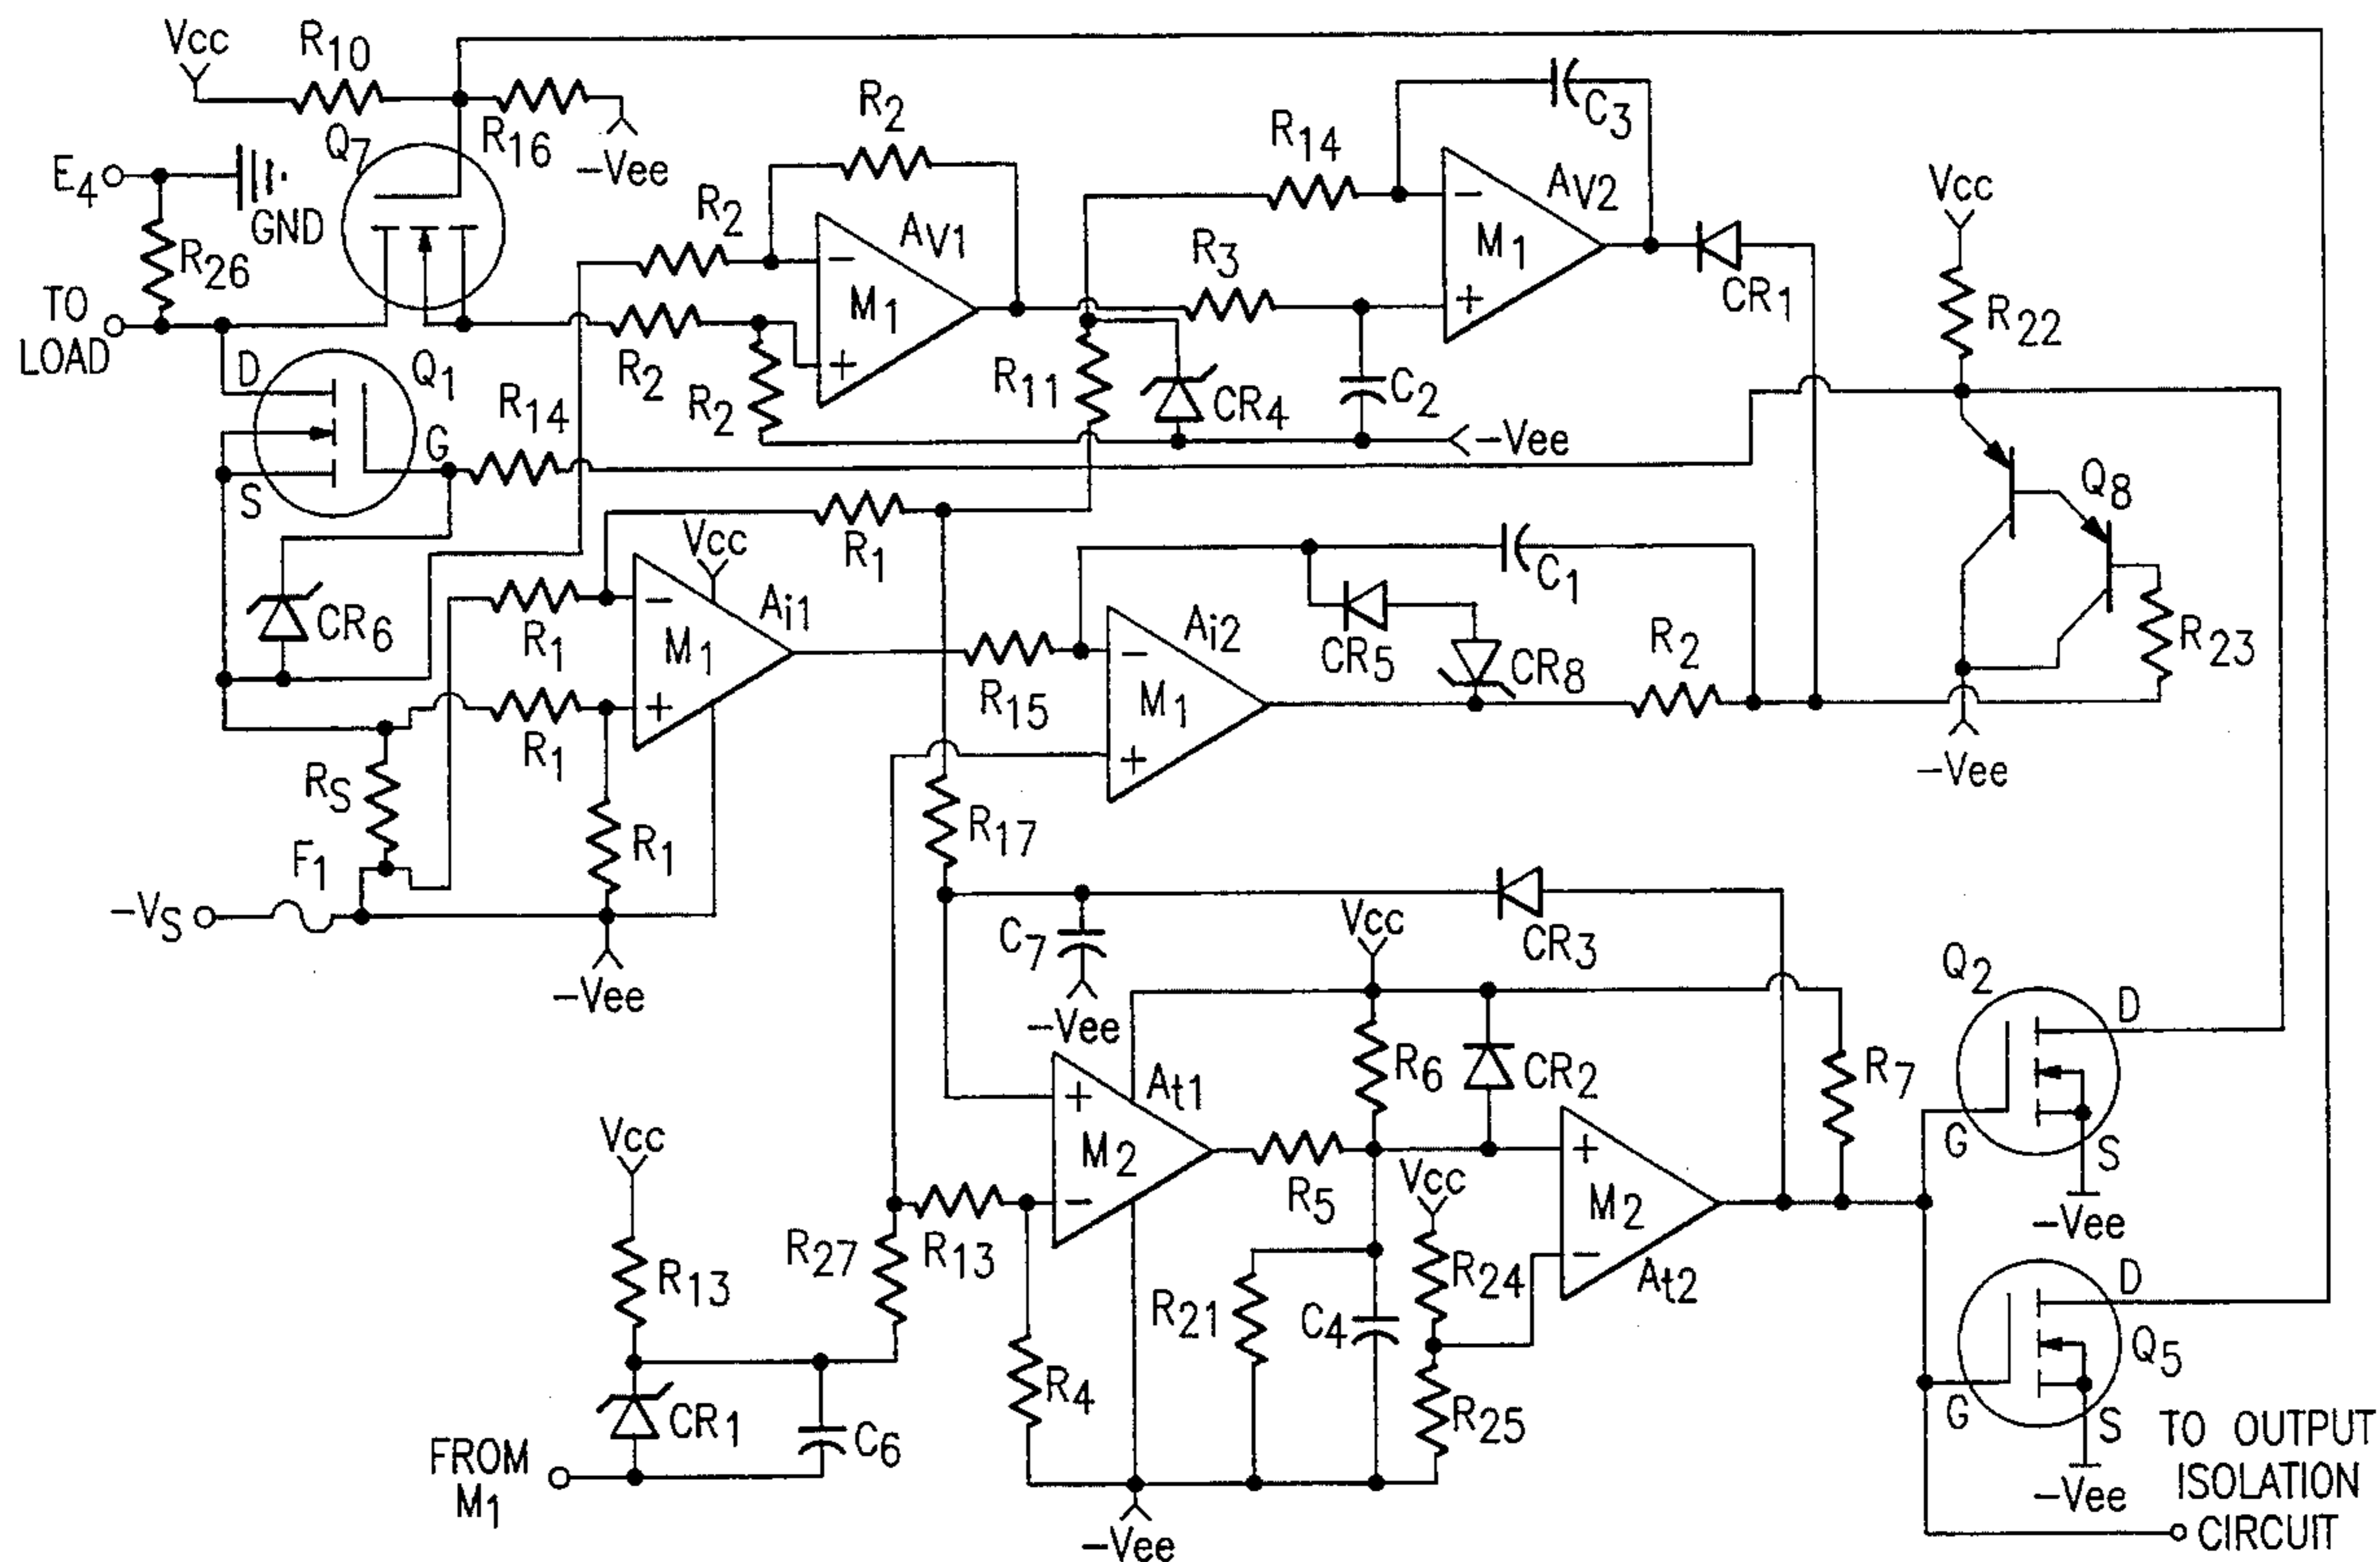 Vcc
R10
R16
-Vee
Q7
E4
GND
R26
TO
LOAD
D
Q1
G
S
R14
R2
R2
AV1
M1
R2
R2
R14
C3
AV2
M1
R3
CR1
R11
CR4
C2
-Vee
Vcc
R22
Q8
R23
-Vee
CR6
R1
Vcc
Ai1
M1
R1
R1
R1
RS
F1
-VS
-Vee
C1
CR5
CR8
Ai2
M1
R15
R2
R17
C7
-Vee
CR3
Vcc
At1
M2
R6
CR2
R7
R5
Vcc
M2
At2
R24
R25
R21
C4
Q2
D
G
S
-Vee
Q5
D
G
S
-Vee
Vcc
R13
R27
R13
R4
CR1
C6
FROM
M1
-Vee
TO OUTPUT
ISOLATION
CIRCUIT